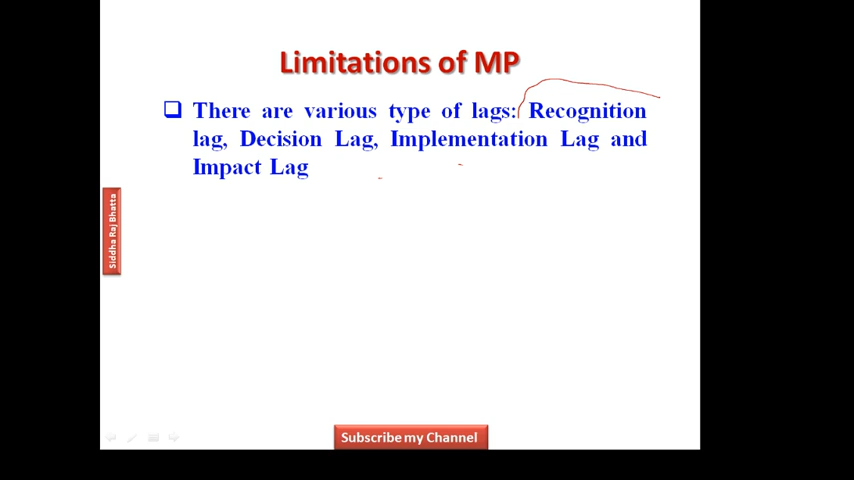 Limitations of MP
There are various type of lags: Recognition
lag, Decision Lag, Implementation Lag and
Impact Lag
Siddha Raj Bhatta
Subscribe my Channel